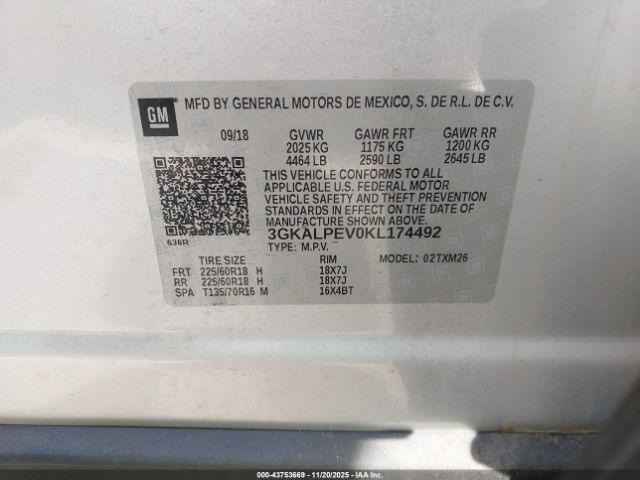 GM
MFD BY GENERAL MOTORS DE MEXICO, S. DE R.L. DE C.V.
09/18 GVWR GAWR FRT GAWR RR
2025 KG 1175 KG 1200 KG
4464 LB 2590 LB 2645 LB
THIS VEHICLE CONFORMS TO ALL
APPLICABLE U.S. FEDERAL MOTOR
VEHICLE SAFETY AND THEFT PREVENTION
STANDARDS IN EFFECT ON THE DATE OF
MANUFACTURE SHOWN ABOVE.
636R
3GKALPEV0KL174492
TYPE: M.P.V.
TIRE SIZE RIM MODEL: 02TXM26
FRT 225/60R18 H 18X7J
RR 225/60R18 H 18X7J
SPA T135/70R16 M 16X4BT
000-43753669 - 11/20/2025 - IAAI.COM